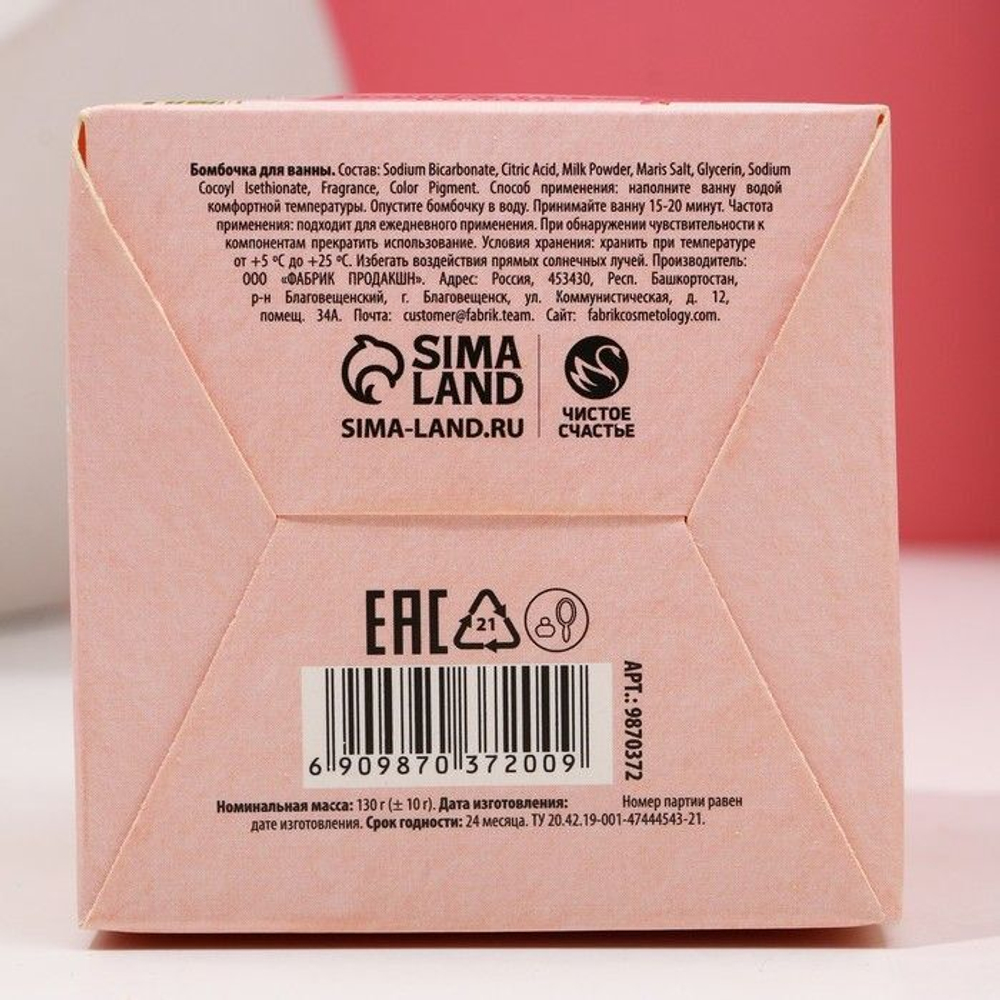 Бомбочка для ванны. Состав: Sodium Bicarbonate, Citric Acid, Milk Powder, Maris Salt, Glycerin, Sodium
Cocoyl Isethionate, Fragrance, Color Pigment. Способ применения: наполните ванну водой
комфортной температуры. Опустите бомбочку в воду. Принимайте ванну 15-20 минут. Частота
применения: подходит для ежедневного применения. При обнаружении чувствительности к
компонентам прекратить использование. Условия хранения: хранить при температуре
от +5 ºC до +25 ºC. Избегать воздействия прямых солнечных лучей. Производитель:
ООО «ФАБРИК ПРОДАКШН». Адрес: Россия, 453430, Респ. Башкортостан,
р-н Благовещенский, г. Благовещенск, ул. Коммунистическая, д. 12,
помещ. 34А. Почта: customer@fabrik.team. Сайт: fabrikcosmetology.com.
SIMA
LAND
SIMA-LAND.RU
ЧИСТОЕ
СЧАСТЬЕ
EAC
21
6 909870 372009
АРТ.: 9870372
Номинальная масса: 130 г (± 10 г). Дата изготовления: Номер партии равен
дате изготовления. Срок годности: 24 месяца. ТУ 20.42.19-001-47444543-21.